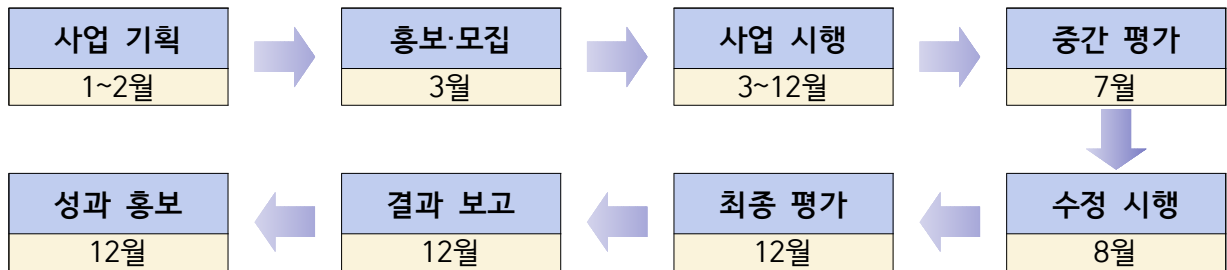 사업 기획
1~2월
홍보·모집
3월
사업 시행
3~12월
중간 평가
7월
수정 시행
8월
최종 평가
12월
결과 보고
12월
성과 홍보
12월